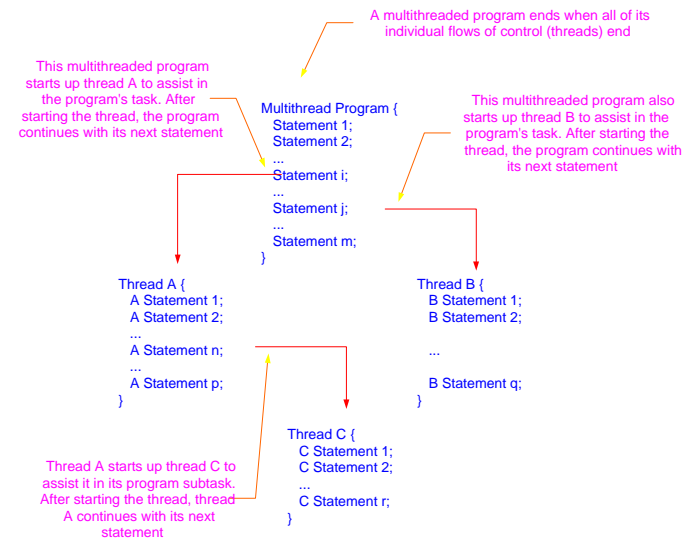 A multithreaded program ends when all of its
individual flows of control (threads) end
This multithreaded program
starts up thread A to assist in
the program's task. After
starting the thread, the program
continues with its next statement
Multithread Program {
Statement 1;
Statement 2;
...
Statement i;
...
Statement j;
...
Statement m;
}
This multithreaded program also
starts up thread B to assist in the
program's task. After starting the
thread, the program continues with
its next statement
Thread A {
A Statement 1;
A Statement 2;
...
A Statement n;
...
A Statement p;
}
Thread B {
B Statement 1;
B Statement 2;
...
B Statement q;
}
Thread C {
C Statement 1;
C Statement 2;
...
C Statement r;
}
Thread A starts up thread C to
assist it in its program subtask.
After starting the thread, thread
A continues with its next
statement